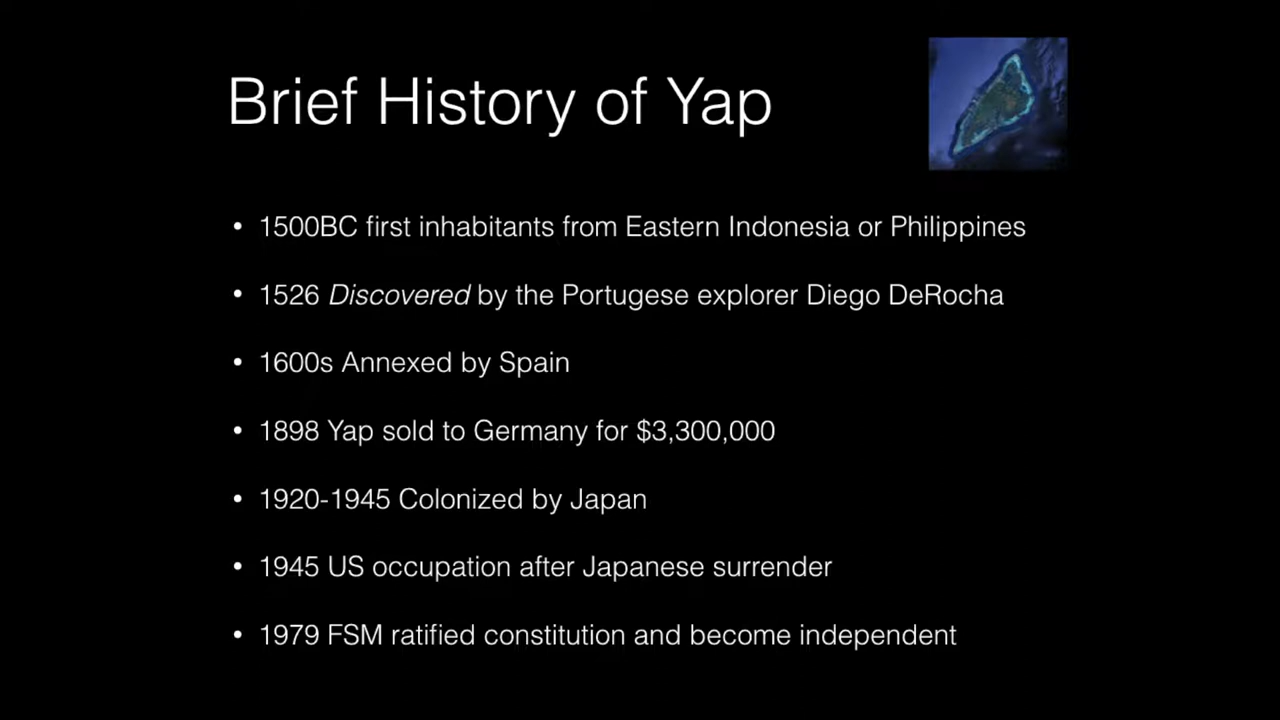 Brief History of Yap
• 1500BC first inhabitants from Eastern Indonesia or Philippines
• 1526 Discovered by the Portugese explorer Diego DeRocha
• 1600s Annexed by Spain
• 1898 Yap sold to Germany for $3,300,000
• 1920-1945 Colonized by Japan
• 1945 US occupation after Japanese surrender
• 1979 FSM ratified constitution and become independent